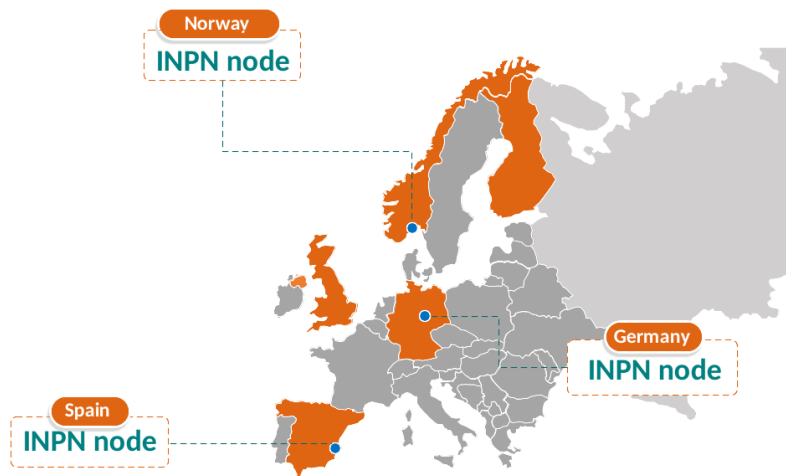 Norway
INPN node
Germany
INPN node
Spain
INPN node